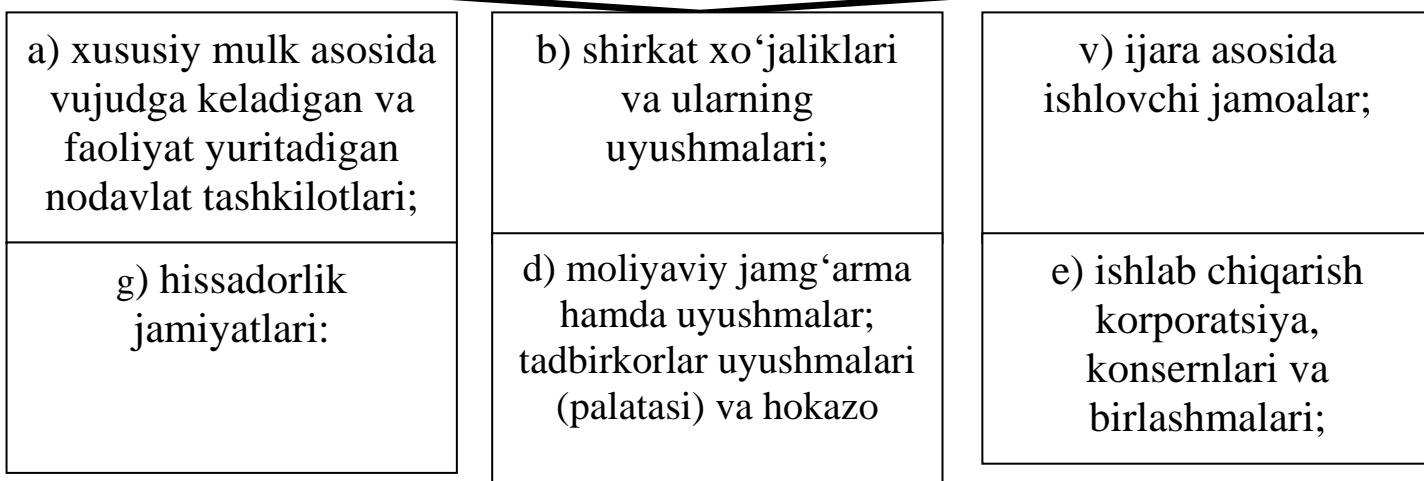 a) xususiy mulk asosida
vujudga keladigan va
faoliyat yuritadigan
nodavlat tashkilotlari;
b) shirkat xo‘jaliklari
va ularning
uyushmalari;
v) ijara asosida
ishlovchi jamoalar;
g) hissadorlik
jamiyatlari:
d) moliyaviy jamg‘arma
hamda uyushmalar;
tadbirkorlar uyushmalari
(palatasi) va hokazo
e) ishlab chiqarish
korporatsiya,
konsernlari va
birlashmalari;